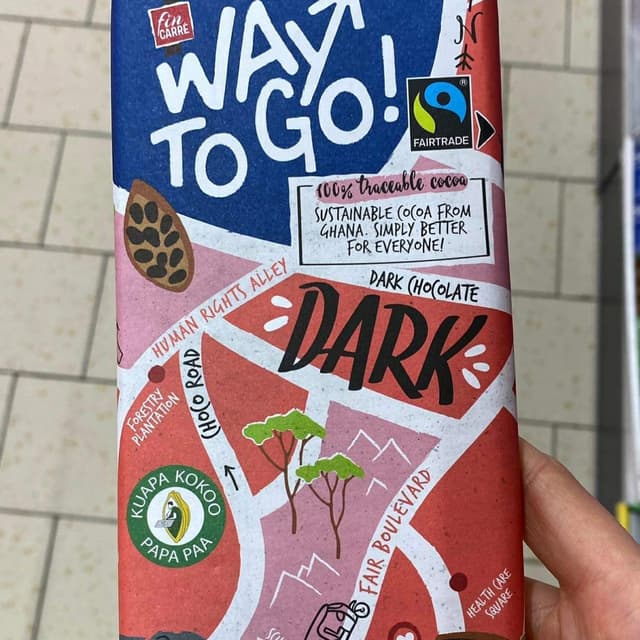 fin
CARRÉ
WAY
TO GO!
N
®
FAIRTRADE
100% traceable cocoa
SUSTAINABLE COCOA FROM
GHANA. SIMPLY BETTER
FOR EVERYONE!
DARK CHOCOLATE
DARK
HUMAN RIGHTS ALLEY
CHOCO ROAD
FORESTRY
PLANTATION
KUAPA KOKOO
PAPA PAA
FAIR BOULEVARD
HEALTH CARE
SQUARE